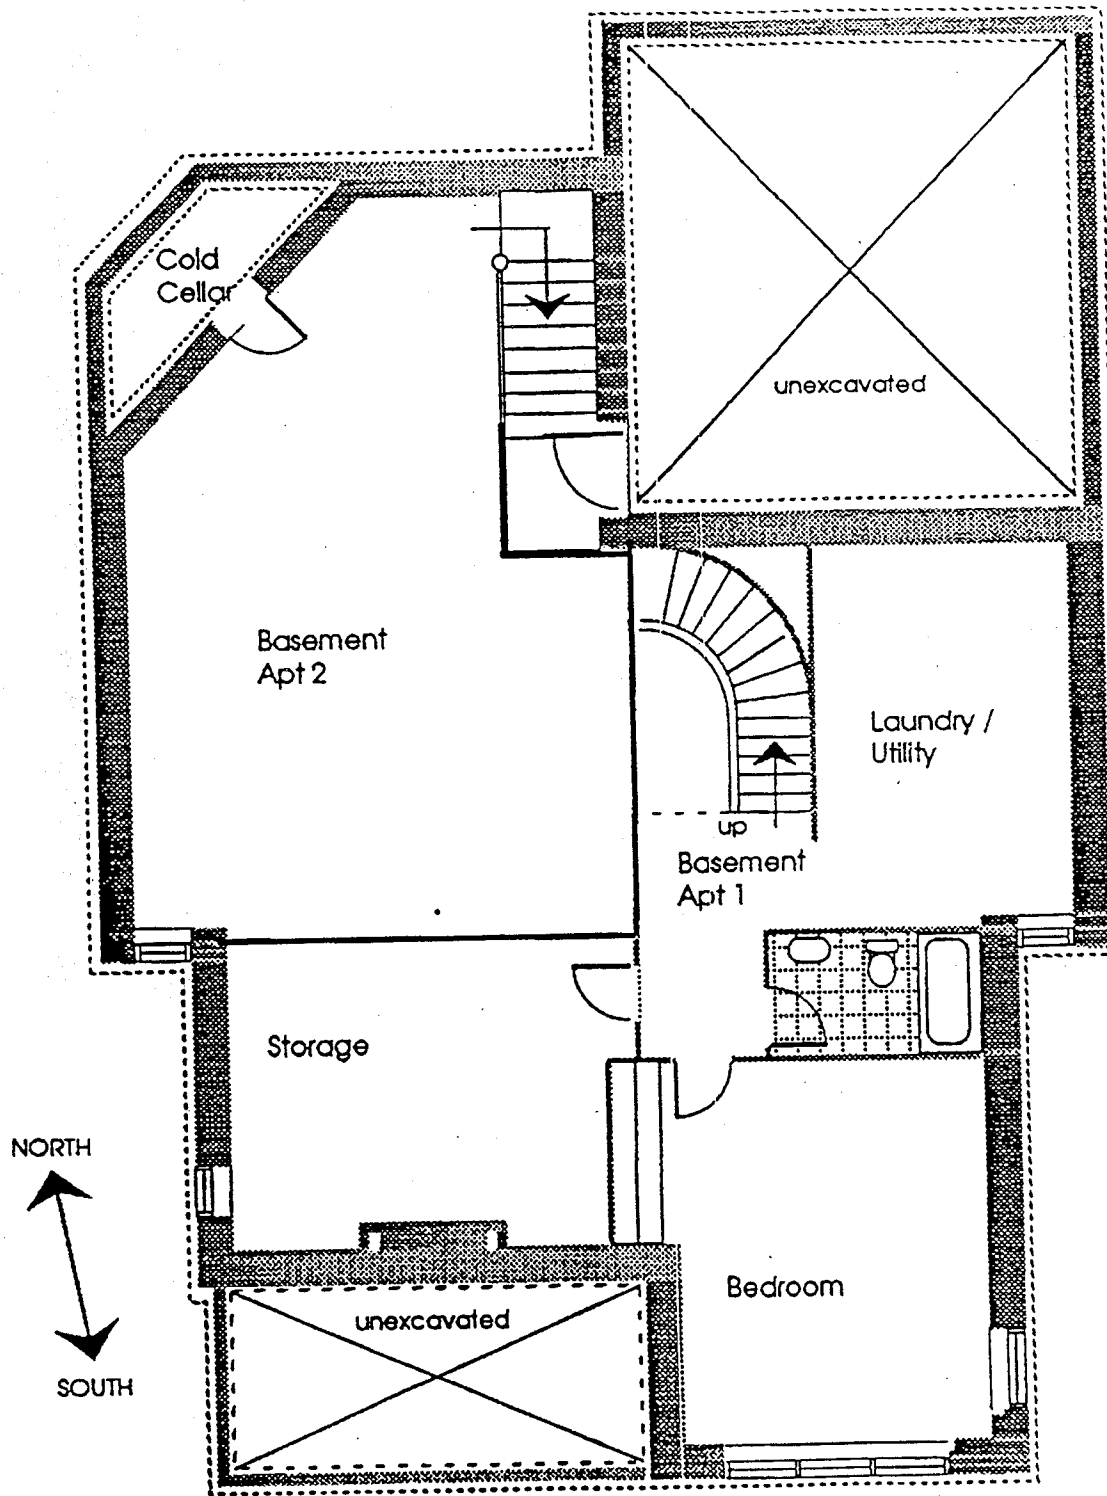 Cold
Cellar
unexcavated
Basement
Apt 2
Laundry /
Utility
up
Basement
Apt 1
Storage
NORTH
SOUTH
Bedroom
unexcavated